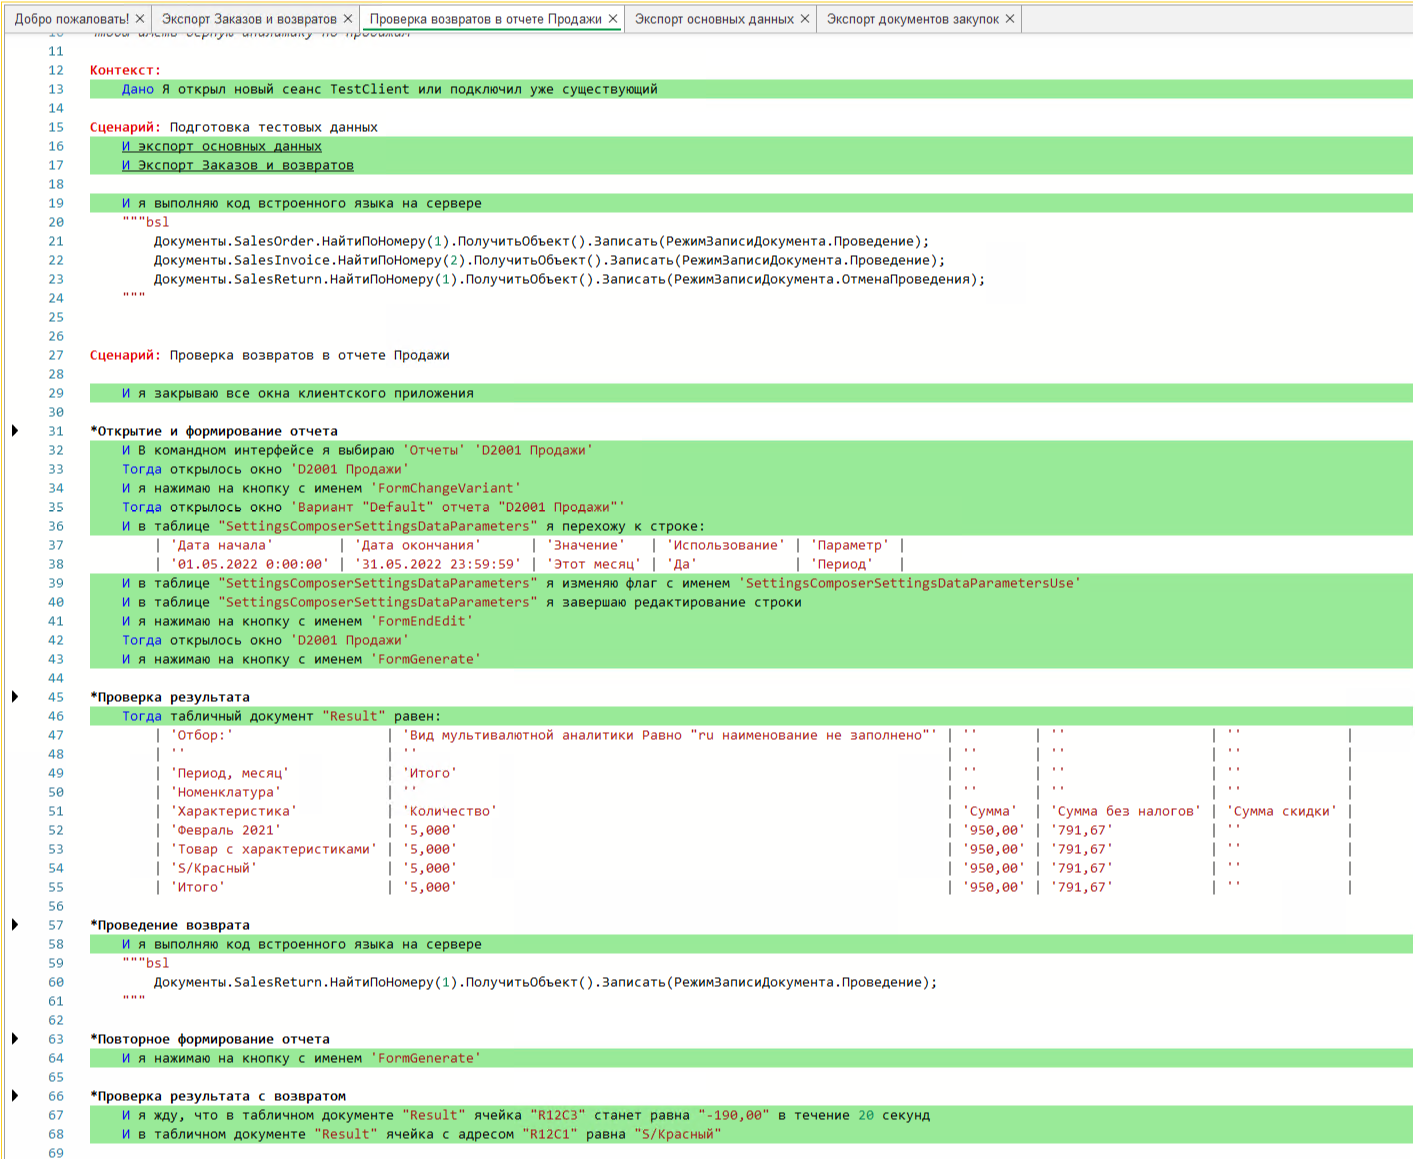 Добро пожаловать! × Экспорт Заказов и возвратов × Проверка возвратов в отчете Продажи × Экспорт основных данных × Экспорт документов закупок ×
10 чтобы иметь верную аналитику по продажам
11
12 Контекст:
13 Дано Я открыл новый сеанс TestClient или подключил уже существующий
14
15 Сценарий: Подготовка тестовых данных
16 И экспорт основных данных
17 И Экспорт Заказов и возвратов
18
19 И я выполняю код встроенного языка на сервере
20 """bsl
21 Документы.SalesOrder.НайтиПоНомеру(1).ПолучитьОбъект().Записать(РежимЗаписиДокумента.Проведение);
22 Документы.SalesInvoice.НайтиПоНомеру(2).ПолучитьОбъект().Записать(РежимЗаписиДокумента.Проведение);
23 Документы.SalesReturn.НайтиПоНомеру(1).ПолучитьОбъект().Записать(РежимЗаписиДокумента.ОтменаПроведения);
24 """
25
26
27 Сценарий: Проверка возвратов в отчете Продажи
28
29 И я закрываю все окна клиентского приложения
30
31 *Открытие и формирование отчета
32 И В командном интерфейсе я выбираю 'Отчеты' 'D2001 Продажи'
33 Тогда открылось окно 'D2001 Продажи'
34 И я нажимаю на кнопку с именем 'FormChangeVariant'
35 Тогда открылось окно 'Вариант "Default" отчета "D2001 Продажи"'
36 И в таблице "SettingsComposerSettingsDataParameters" я перехожу к строке:
37 | 'Дата начала' | 'Дата окончания' | 'Значение' | 'Использование' | 'Параметр' |
38 | '01.05.2022 0:00:00' | '31.05.2022 23:59:59' | 'Этот месяц' | 'Да' | 'Период' |
39 И в таблице "SettingsComposerSettingsDataParameters" я изменяю флаг с именем 'SettingsComposerSettingsDataParametersUse'
40 И в таблице "SettingsComposerSettingsDataParameters" я завершаю редактирование строки
41 И я нажимаю на кнопку с именем 'FormEndEdit'
42 Тогда открылось окно 'D2001 Продажи'
43 И я нажимаю на кнопку с именем 'FormGenerate'
44
45 *Проверка результата
46 Тогда табличный документ "Result" равен:
47 | 'Отбор:' | 'Вид мультивалютной аналитики Равно "ru наименование не заполнено"' | '' | '' | '' |
48 | '' | '' | '' | '' | '' |
49 | 'Период, месяц' | 'Итого' | '' | '' | '' |
50 | 'Номенклатура' | '' | '' | '' | '' |
51 | 'Характеристика' | 'Количество' | 'Сумма' | 'Сумма без налогов' | 'Сумма скидки' |
52 | 'Февраль 2021' | '5,000' | '950,00' | '791,67' | '' |
53 | 'Товар с характеристиками' | '5,000' | '950,00' | '791,67' | '' |
54 | 'S/Красный' | '5,000' | '950,00' | '791,67' | '' |
55 | 'Итого' | '5,000' | '950,00' | '791,67' | '' |
56
57 *Проведение возврата
58 И я выполняю код встроенного языка на сервере
59 """bsl
60 Документы.SalesReturn.НайтиПоНомеру(1).ПолучитьОбъект().Записать(РежимЗаписиДокумента.Проведение);
61 """
62
63 *Повторное формирование отчета
64 И я нажимаю на кнопку с именем 'FormGenerate'
65
66 *Проверка результата с возвратом
67 И я жду, что в табличном документе "Result" ячейка "R12C3" станет равна "-190,00" в течение 20 секунд
68 И в табличном документе "Result" ячейка с адресом "R12C1" равна "S/Красный"
69